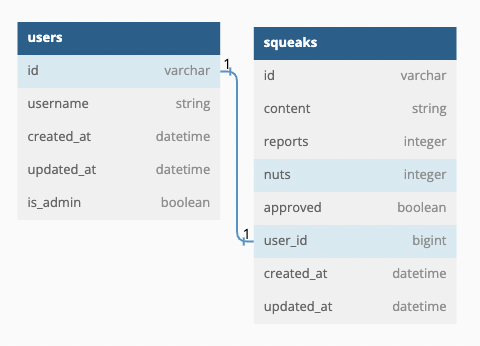 users
id varchar
username string
created_at datetime
updated_at datetime
is_admin boolean
1
1
squeaks
id varchar
content string
reports integer
nuts integer
approved boolean
user_id bigint
created_at datetime
updated_at datetime